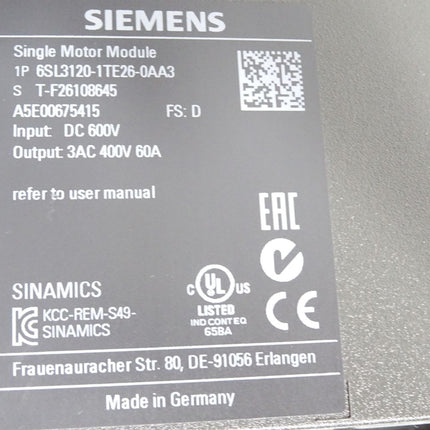 SIEMENS
Single Motor Module
1P 6SL3120-1TE26-0AA3
S T-F26108645
A5E00675415 FS: D
Input: DC 600V
Output: 3AC 400V 60A
refer to user manual
EAC
SINAMICS
KCC-REM-S49-
SINAMICS
C UL US
LISTED
IND CONT EQ
65BA
CE
Frauenauracher Str. 80, DE-91056 Erlangen
Made in Germany